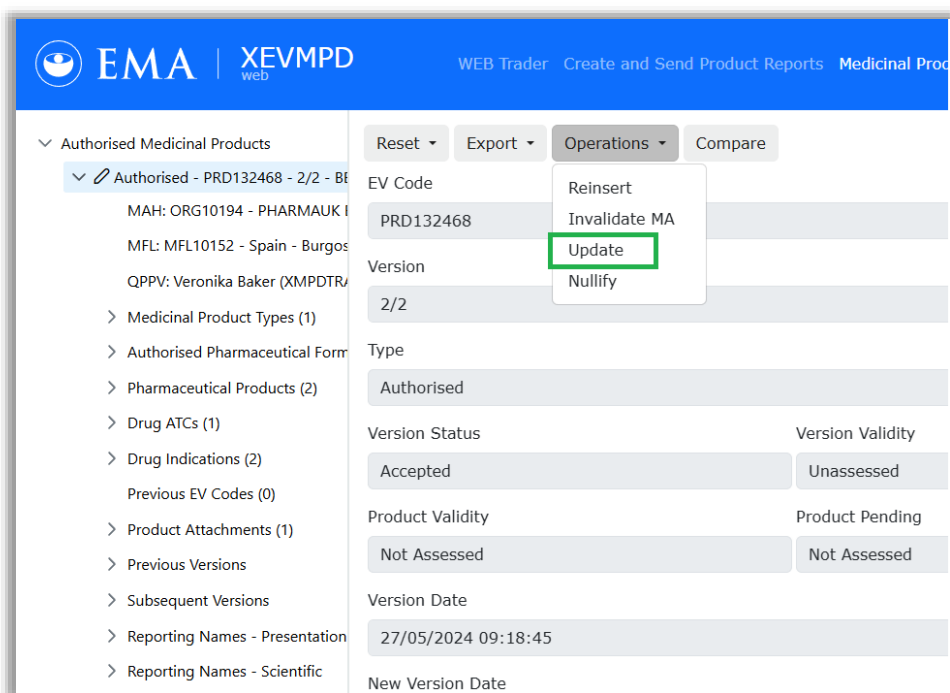 EMA | XEVMPD
web
WEB Trader Create and Send Product Reports Medicinal Proc
Authorised Medicinal Products
Authorised - PRD132468 - 2/2 - BE
MAH: ORG10194 - PHARMAUK
MFL: MFL10152 - Spain - Burgos
QPPV: Veronika Baker (XMPDTRA
Medicinal Product Types (1)
Authorised Pharmaceutical Form
Pharmaceutical Products (2)
Drug ATCs (1)
Drug Indications (2)
Previous EV Codes (0)
Product Attachments (1)
Previous Versions
Subsequent Versions
Reporting Names - Presentation
Reporting Names - Scientific
Reset Export Operations Compare
Reinsert
Invalidate MA
Update
Nullify
EV Code
PRD132468
Version
2/2
Type
Authorised
Version Status Version Validity
Accepted Unassessed
Product Validity Product Pending
Not Assessed Not Assessed
Version Date
27/05/2024 09:18:45
New Version Date